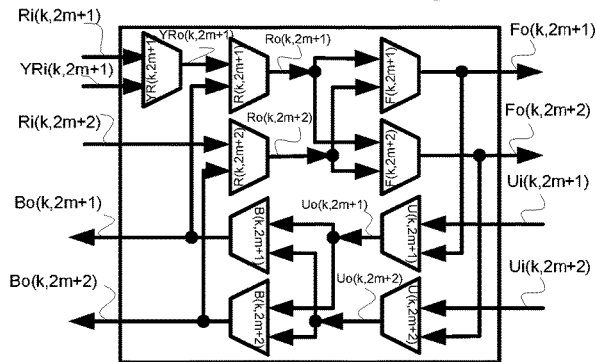 Ri(k,2m+1)
YRo(k,2m+1)
Ro(k,2m+1)
Fo(k,2m+1)
YRi(k,2m+1)
YR(k,2m+1)
R(k,2m+1)
F(k,2m+1)
Ri(k,2m+2)
Ro(k,2m+2)
Fo(k,2m+2)
R(k,2m+2)
F(k,2m+2)
Bo(k,2m+1)
Uo(k,2m+1)
Ui(k,2m+1)
B(k,2m+1)
U(k,2m+1)
Bo(k,2m+2)
Uo(k,2m+2)
Ui(k,2m+2)
B(k,2m+2)
U(k,2m+2)